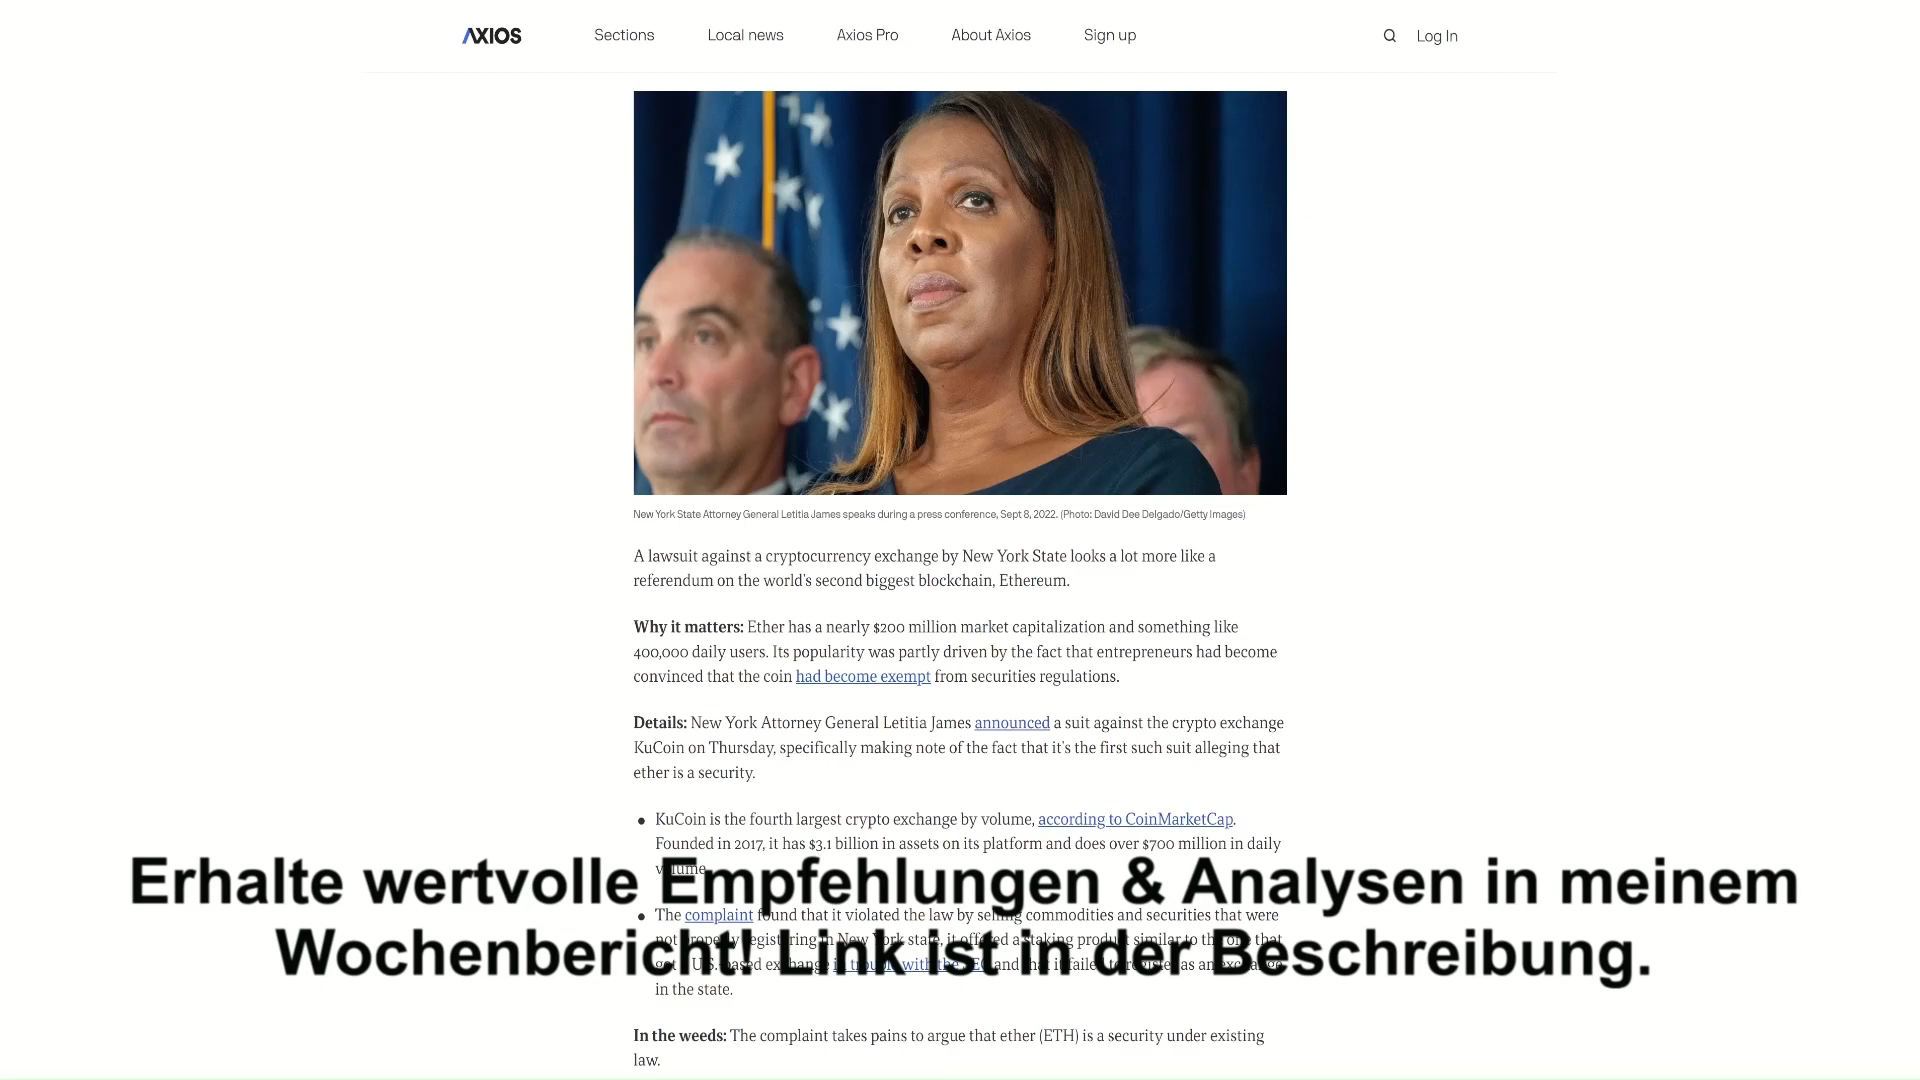 AXIOS Sections Local news Axios Pro About Axios Sign up Log In
New York State Attorney General Letitia James speaks during a press conference, Sept 8, 2022. (Photo: David Dee Delgado/Getty Images)
A lawsuit against a cryptocurrency exchange by New York State looks a lot more like a
referendum on the world's second biggest blockchain, Ethereum.
Why it matters: Ether has a nearly $200 million market capitalization and something like
400,000 daily users. Its popularity was partly driven by the fact that entrepreneurs had become
convinced that the coin had become exempt from securities regulations.
Details: New York Attorney General Letitia James announced a suit against the crypto exchange
KuCoin on Thursday, specifically making note of the fact that it's the first such suit alleging that
ether is a security.
• KuCoin is the fourth largest crypto exchange by volume, according to CoinMarketCap.
Founded in 2017, it has $3.1 billion in assets on its platform and does over $700 million in daily
volume.
Erhalte wertvolle Empfehlungen & Analysen in meinem
• The complaint found that it violated the law by selling commodities and securities that were
not properly registering in New York state, it offered a staking product similar to the one that
Wochenbericht! Link ist in der Beschreibung.
got a U.S.-based exchange in trouble with the SEC and that it failed to register as an exchange
in the state.
In the weeds: The complaint takes pains to argue that ether (ETH) is a security under existing
law.